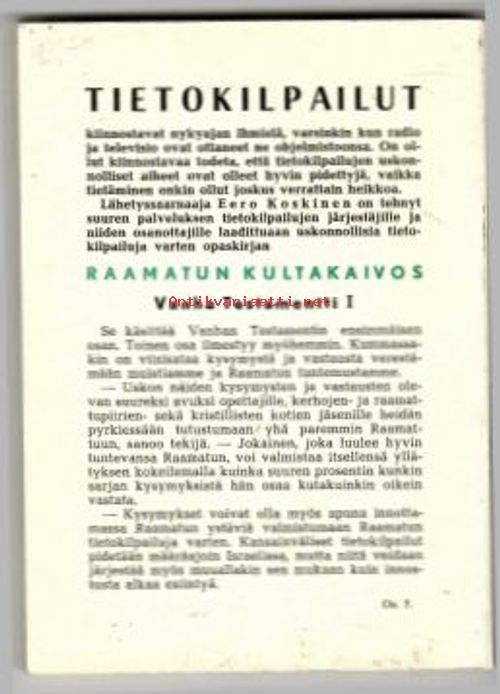 TIETOKILPAILUT
kiinnostavat nykyajan ihmisiä, varsinkin kun radio
ja televisio ovat ottaneet ne ohjelmistoonsa. On ol-
lut kiinnostavaa todeta, että tietokilpailujen uskon-
nolliset aiheet ovat olleet hyvin pidettyjä, vaikka
tietäminen onkin ollut joskus verrattain heikkoa.
Lähetyssaarnaaja Eero Koskinen on tehnyt
suuren palveluksen tietokilpailujen järjestäjille ja
niiden osanottajille laadittuaan uskonnollisia tieto-
kilpailuja varten opaskirjan
RAAMATUN KULTAKAIVOS
Vanha Testamentti I
Antikvariaatti.net
Se käsittää Vanhan Testamentin ensimmäisen
osan. Toinen osa ilmestyy myöhemmin. Kummassa-
kin on viisisataa kysymystä ja vastausta verestä-
mään muistiamme ja Raamatun tuntemustamme.
— Uskon näiden kysymysten ja vastausten ole-
van suureksi avuksi opettajille, kerhojen- ja raamat-
tupiirien- sekä kristillisten kotien jäsenille heidän
pyrkiessään tutustumaan yhä paremmin Raamat-
tuun, sanoo tekijä. — Jokainen, joka luulee hyvin
tuntevansa Raamatun, voi valmistaa itsellensä yllä-
tyksen kokeilemalla kuinka suuren prosentin kunkin
sarjan kysymyksistä hän osaa kutakuinkin oikein
vastata.
— Kysymykset voivat olla myös apuna innotta-
massa Raamatun ystäviä valmistumaan Raamatun
tietokilpailuja varten. Kansainväliset tietokilpailut
pidetään määräajoin Israelissa, mutta niitä voidaan
järjestää myös muuallakin sen mukaan kuin innos-
tusta alkaa esiintyä.
Ov. 7.